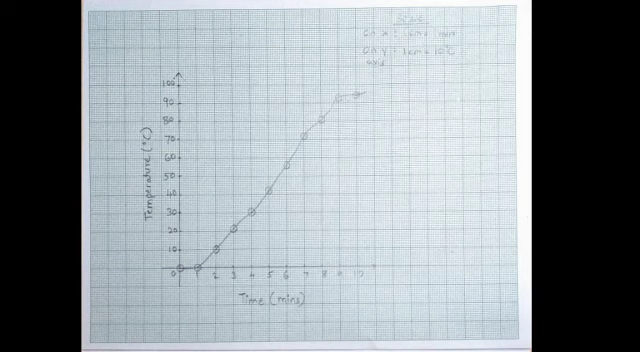 Scale
On X = 1cm = 1min
On Y = 1cm = 10°C
axis
100
90
80
70
60
50
40
30
20
10
0
1 2 3 4 5 6 7 8 9 10
Temperature (°C)
Time (mins)